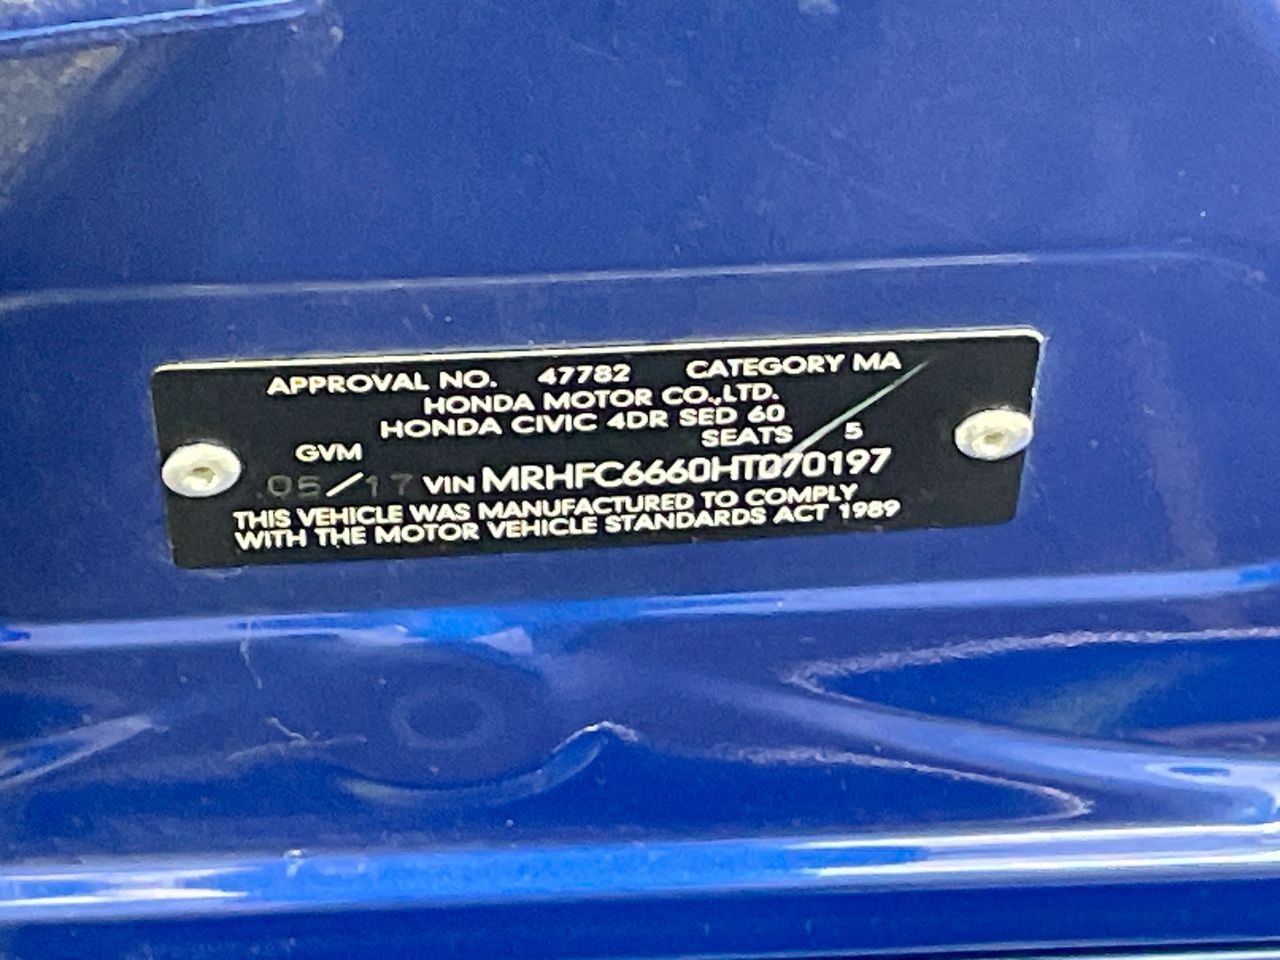 APPROVAL NO. 47782 CATEGORY MA
HONDA MOTOR CO.,LTD.
HONDA CIVIC 4DR SED 60
GVM SEATS 5
05/17 VIN MRHFC6660HT070197
THIS VEHICLE WAS MANUFACTURED TO COMPLY
WITH THE MOTOR VEHICLE STANDARDS ACT 1989